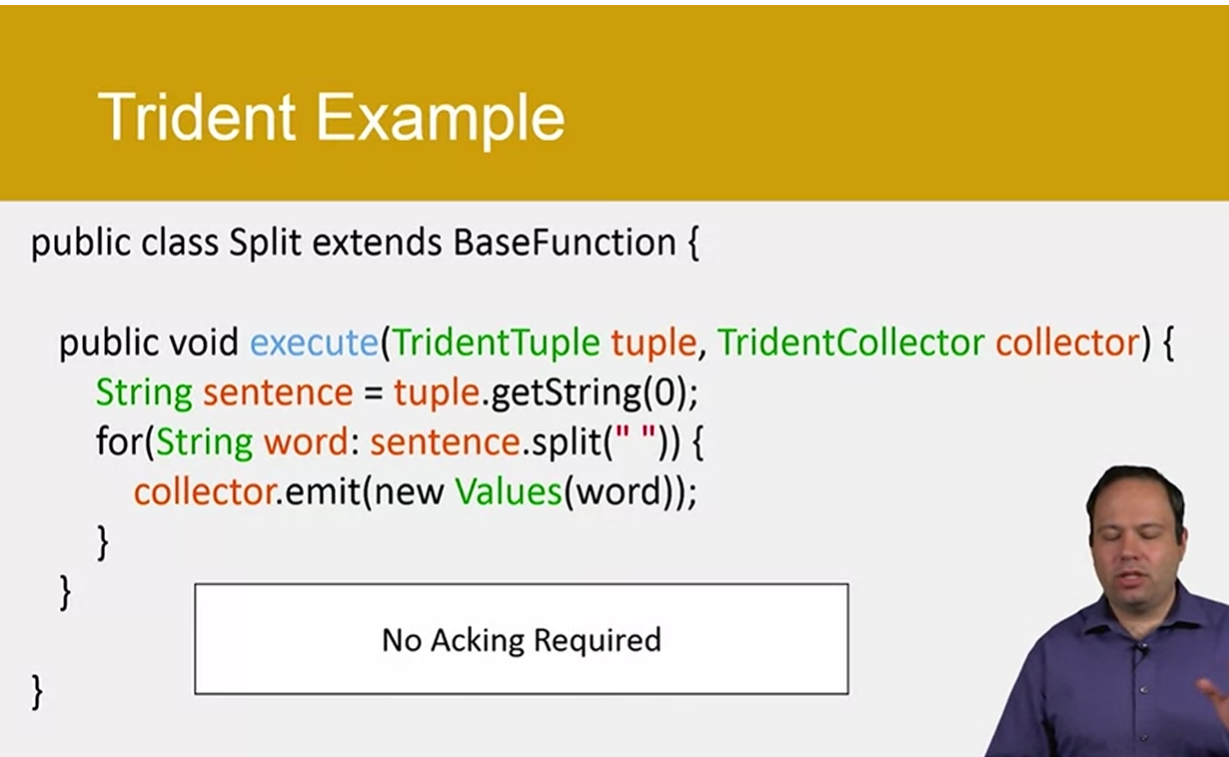 Trident Example
public class Split extends BaseFunction {
public void execute(TridentTuple tuple, TridentCollector collector) {
String sentence = tuple.getString(0);
for(String word: sentence.split(" ")) {
collector.emit(new Values(word));
}
}
No Acking Required
}